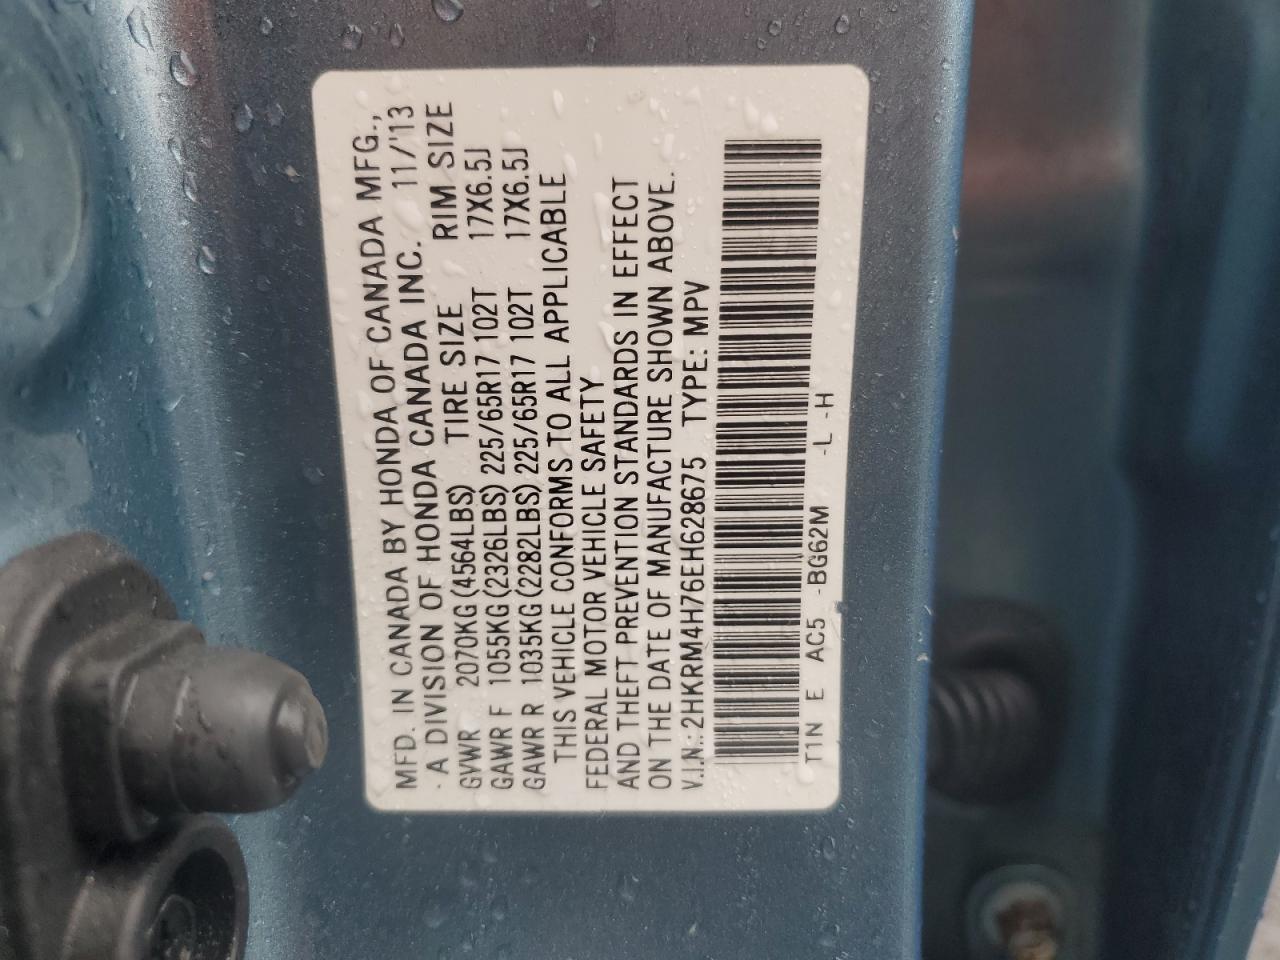 MFD. IN CANADA BY HONDA OF CANADA MFG.,
A DIVISION OF HONDA CANADA INC. 11/'13
GVWR 2070KG(4564LBS) TIRE SIZE RIM SIZE
GAWR F 1055KG(2326LBS) 225/65R17 102T 17X6.5J
GAWR R 1035KG(2282LBS) 225/65R17 102T 17X6.5J
THIS VEHICLE CONFORMS TO ALL APPLICABLE
FEDERAL MOTOR VEHICLE SAFETY
AND THEFT PREVENTION STANDARDS IN EFFECT
ON THE DATE OF MANUFACTURE SHOWN ABOVE.
V.I.N.: 2HKRM4H76EH628675 TYPE: MPV
T1N E AC5 -BG62M -L -H